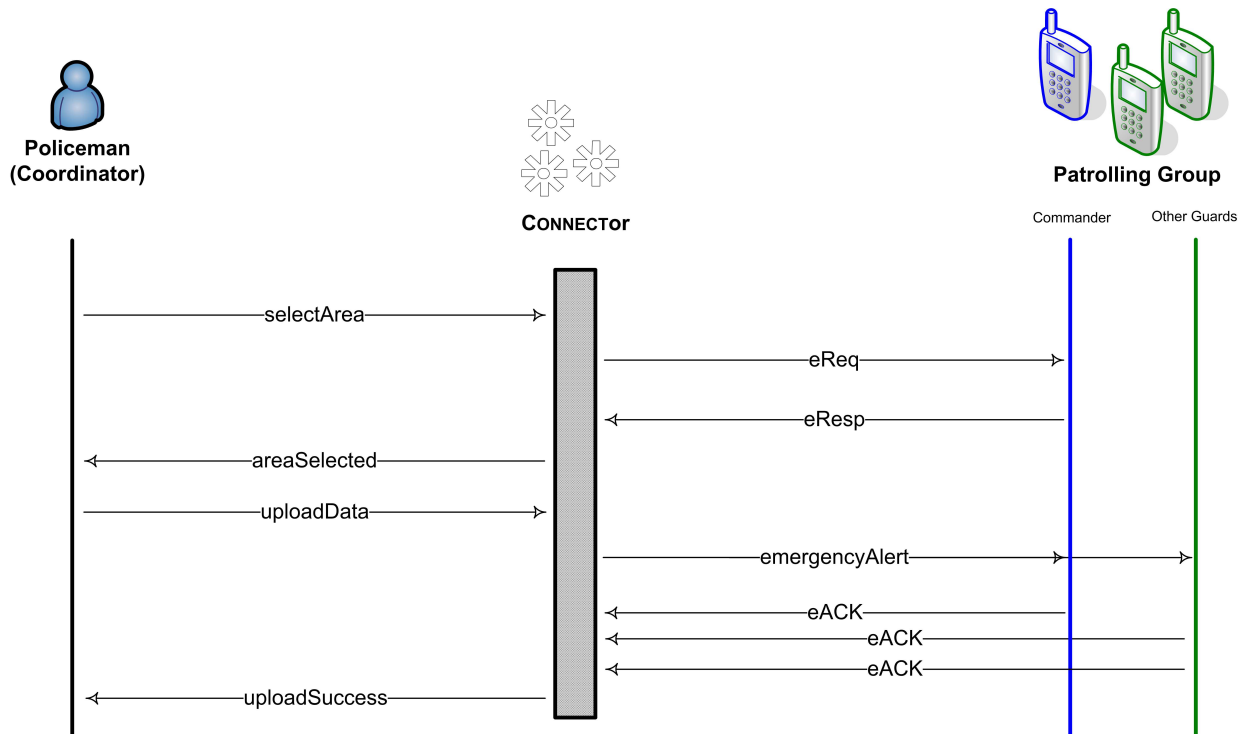 Policeman
(Coordinator)
CONNECTor
Patrolling Group
Commander
Other Guards
selectArea
eReq
eResp
areaSelected
uploadData
emergencyAlert
eACK
eACK
eACK
uploadSuccess